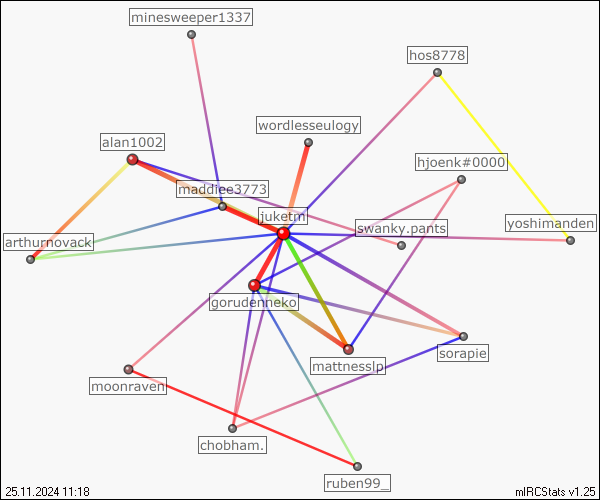 minesweeper1337
hos8778
wordlesseulogy
alan1002
hjoenk#0000
maddiee3773
juketm
swanky.pants
yoshimanden
arthurnovack
gorudenneko
sorapie
mattnesslp
moonraven
chobham.
ruben99_
25.11.2024 11:18
mIRCStats v1.25